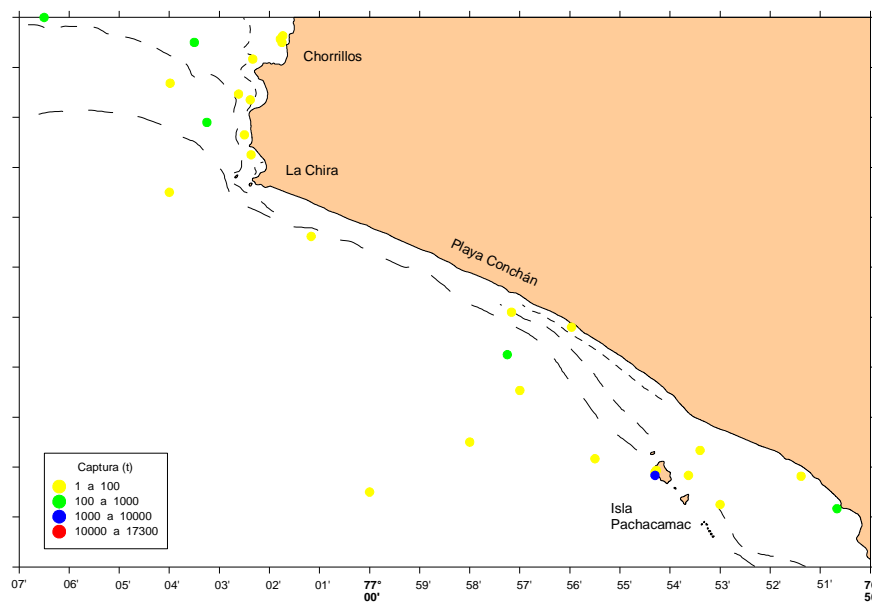 Chorrillos
La Chira
Playa Conchán
Isla
Pachacamac
Captura (t)
1 a 100
100 a 1000
1000 a 10000
10000 a 17300
07' 06' 05' 04' 03' 02' 01' 77° 59' 58' 57' 56' 55' 54' 53' 52' 51'
00'